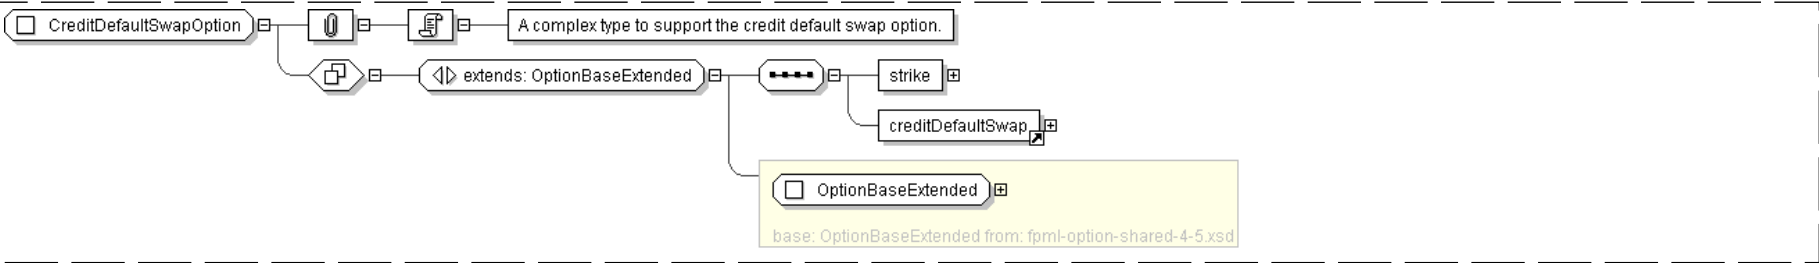 CreditDefaultSwapOption
A complex type to support the credit default swap option.
extends: OptionBaseExtended
strike
creditDefaultSwap
OptionBaseExtended
base: OptionBaseExtended from: fpml-option-shared-4-5.xsd